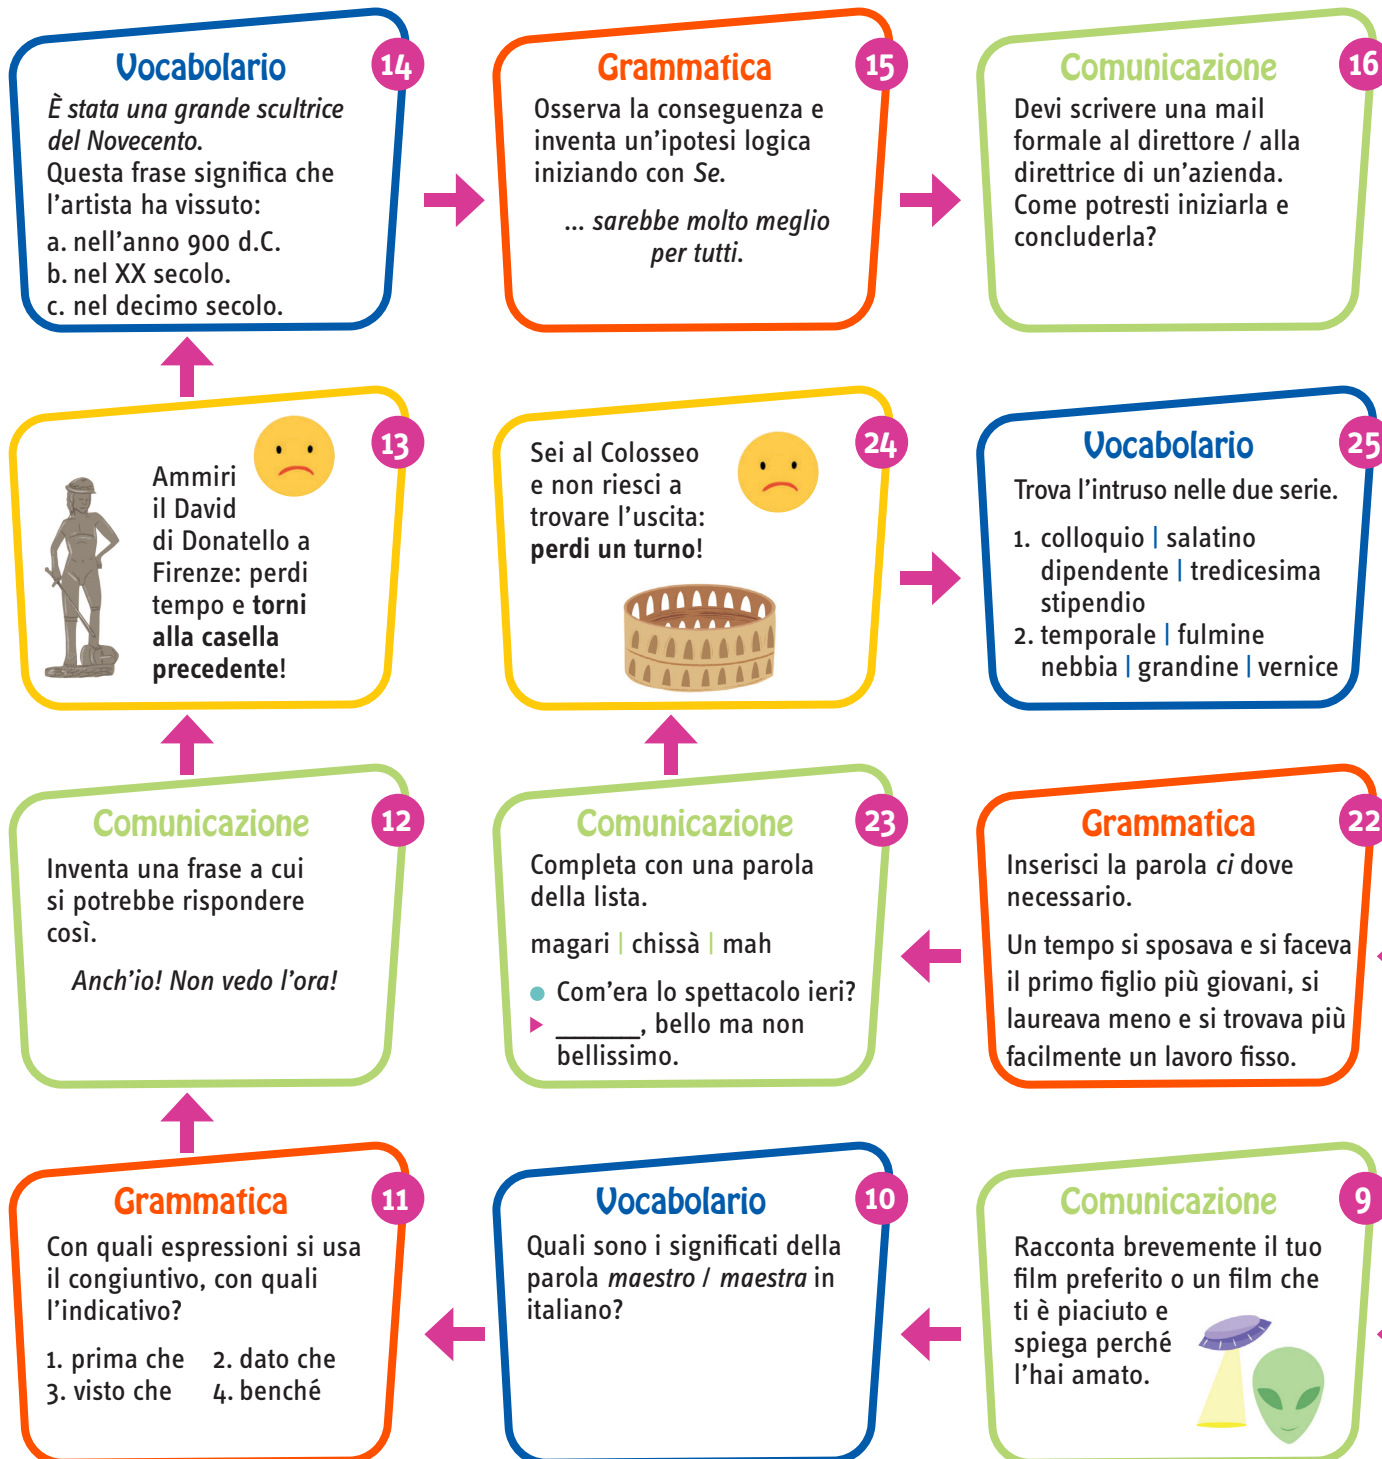 Vocabolario
14
È stata una grande scultrice
del Novecento.
Questa frase significa che
l'artista ha vissuto:
a. nell'anno 900 d.C.
b. nel XX secolo.
c. nel decimo secolo.
Grammatica
15
Osserva la conseguenza e
inventa un'ipotesi logica
iniziando con Se.
... sarebbe molto meglio
per tutti.
Comunicazione
16
Devi scrivere una mail
formale al direttore / alla
direttrice di un'azienda.
Come potresti iniziarla e
concluderla?
13
Ammiri
il David
di Donatello a
Firenze: perdi
tempo e torni
alla casella
precedente!
24
Sei al Colosseo
e non riesci a
trovare l'uscita:
perdi un turno!
Vocabolario
25
Trova l'intruso nelle due serie.
1. colloquio | salatino
dipendente | tredicesima
stipendio
2. temporale | fulmine
nebbia | grandine | vernice
Comunicazione
12
Inventa una frase a cui
si potrebbe rispondere
così.
Anch'io! Non vedo l'ora!
Comunicazione
23
Completa con una parola
della lista.
magari | chissà | mah
Com'era lo spettacolo ieri?
_______, bello ma non
bellissimo.
Grammatica
22
Inserisci la parola ci dove
necessario.
Un tempo si sposava e si faceva
il primo figlio più giovani, si
laureava meno e si trovava più
facilmente un lavoro fisso.
Grammatica
11
Con quali espressioni si usa
il congiuntivo, con quali
l'indicativo?
1. prima che 2. dato che
3. visto che 4. benché
Vocabolario
10
Quali sono i significati della
parola maestro / maestra in
italiano?
Comunicazione
9
Racconta brevemente il tuo
film preferito o un film che
ti è piaciuto e
spiega perché
l'hai amato.